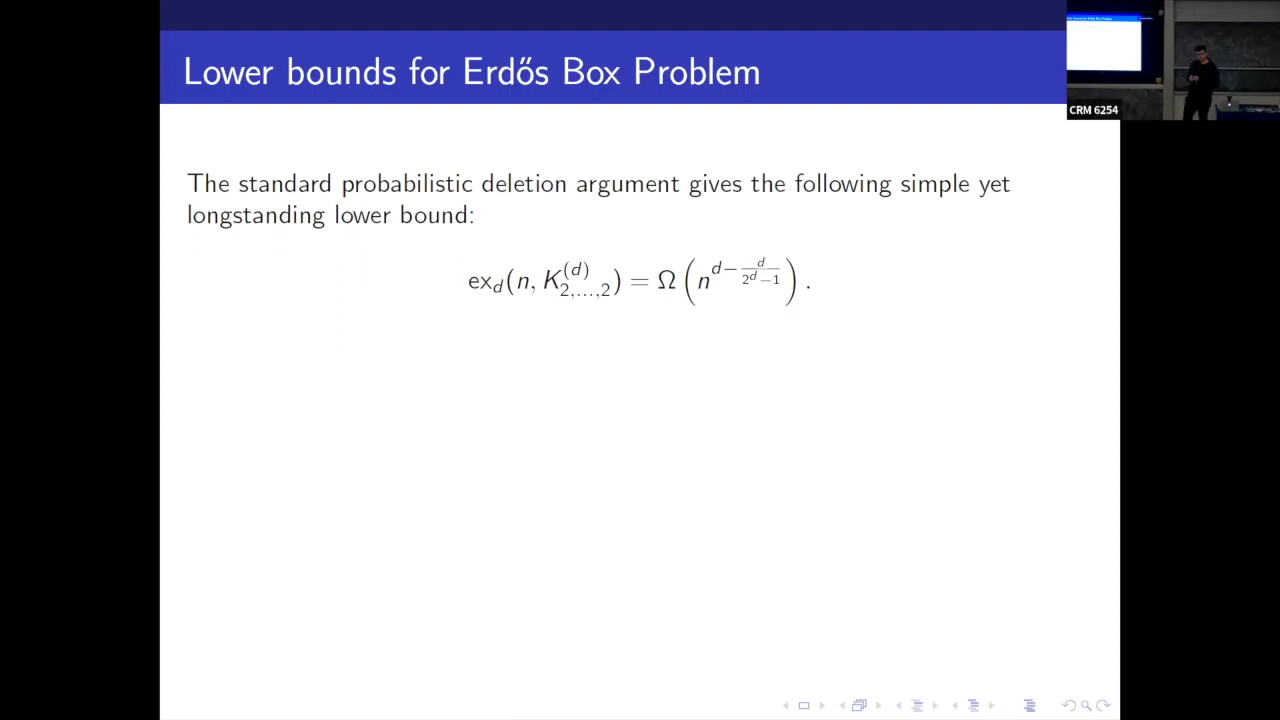 Lower bounds for Erdős Box Problem
CRM 6254
The standard probabilistic deletion argument gives the following simple yet
longstanding lower bound:
ex_d(n, K^{(d)}_{2,...,2}) = Ω(n^{d−\frac{d}{2^d−1}}).